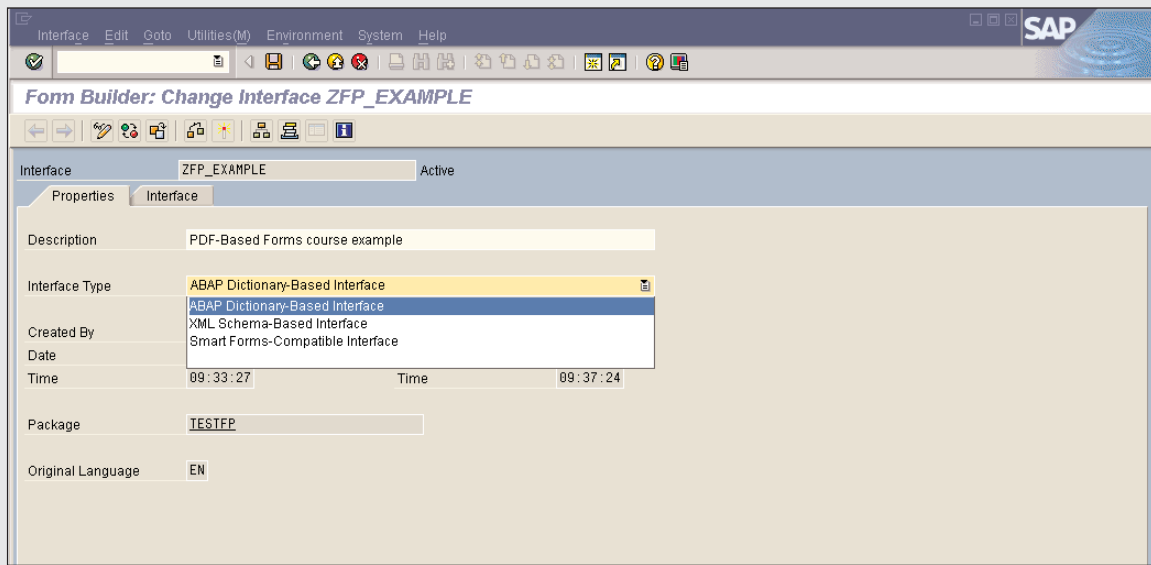 Interface Edit Goto Utilities(M) Environment System Help
SAP
Form Builder: Change Interface ZFP_EXAMPLE
Interface ZFP_EXAMPLE Active
Properties Interface
Description PDF-Based Forms course example
Interface Type ABAP Dictionary-Based Interface
ABAP Dictionary-Based Interface
XML Schema-Based Interface
Smart Forms-Compatible Interface
Created By
Date
Time 09:33:27 Time 09:37:24
Package TESTFP
Original Language EN